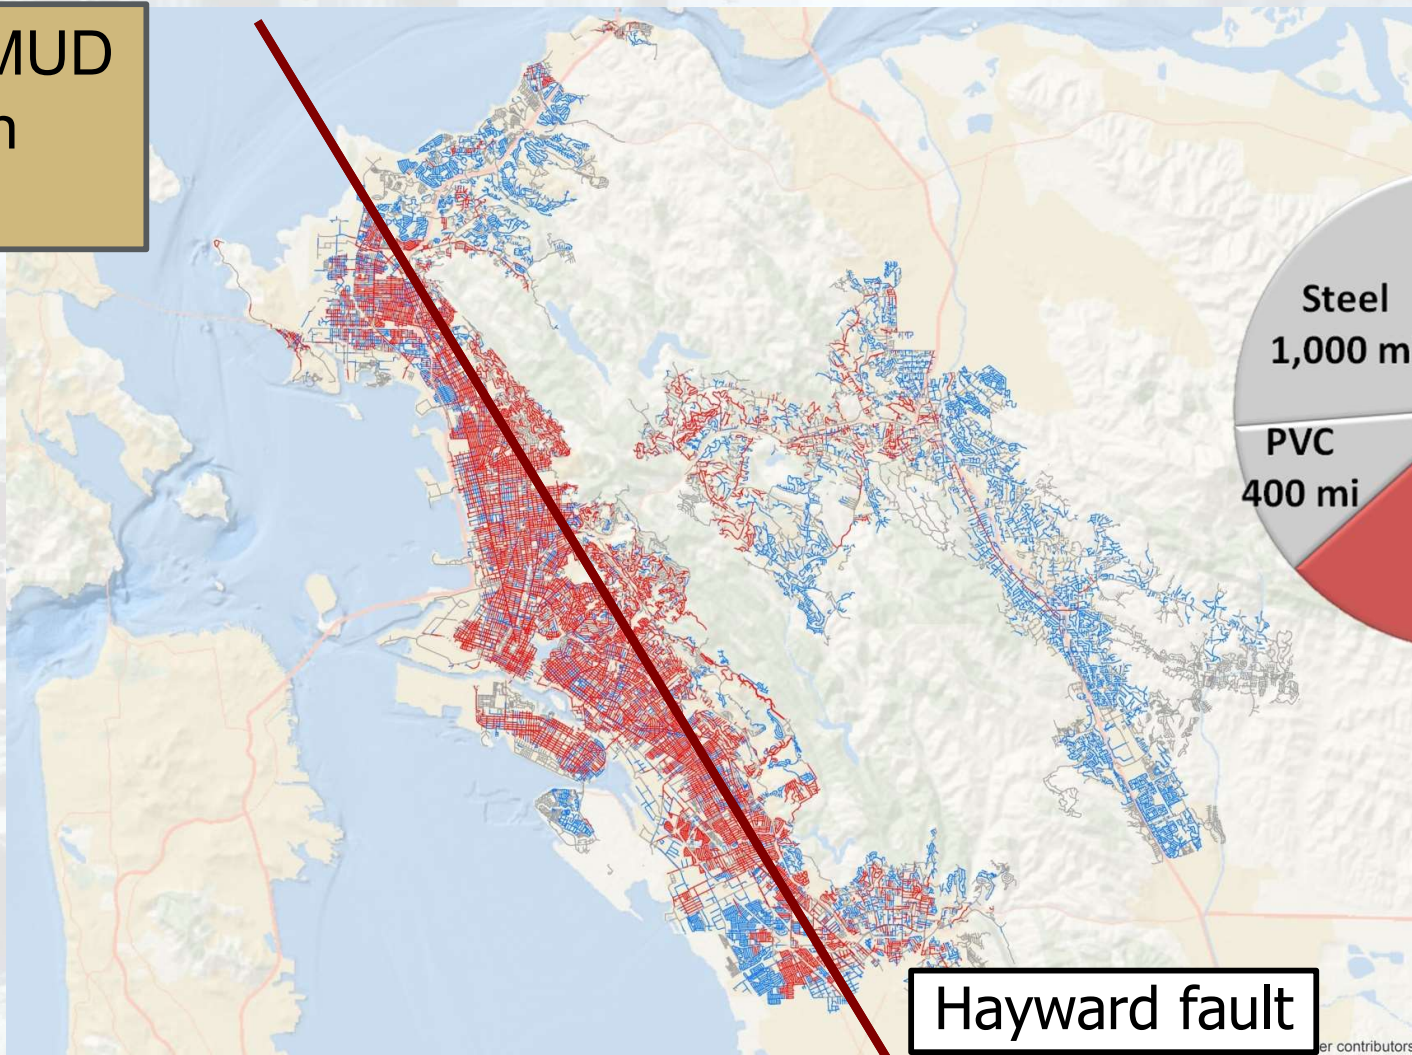 MUD
n
Steel
1,000 m
PVC
400 mi
Hayward fault
er contributors